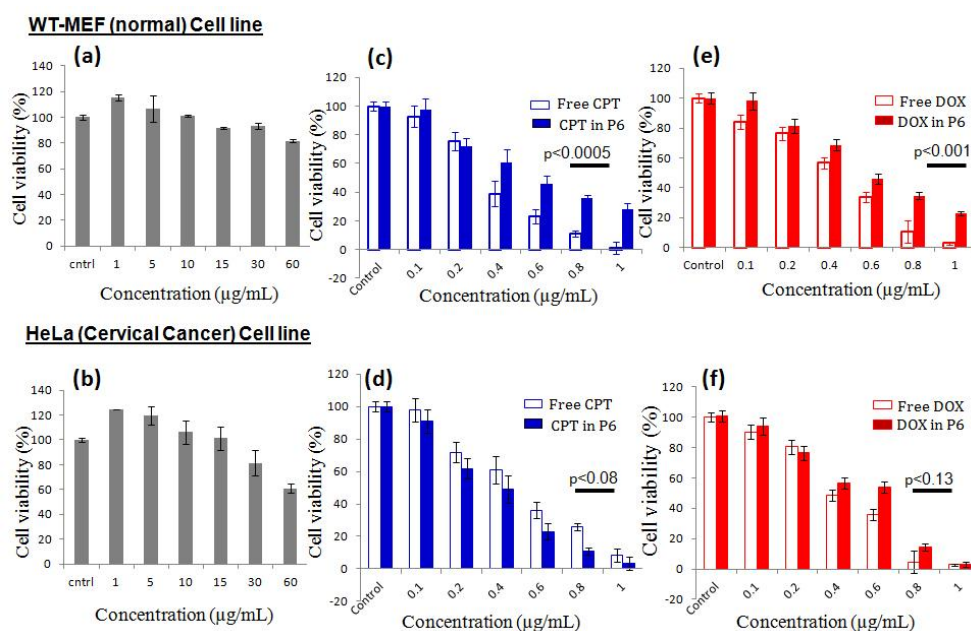 WT-MEF (normal) Cell line
(a)
Cell viability (%)
140
120
100
80
60
40
20
0
cntrl 1 5 10 15 30 60
Concentration (µg/mL)
(c)
Cell viability (%)
120
100
80
60
40
20
0
-20
Free CPT
CPT in P6
p<0.0005
Control 0.1 0.2 0.4 0.6 0.8 1
Concentration (µg/mL)
(e)
Cell viability (%)
120
100
80
60
40
20
0
-20
Free DOX
DOX in P6
p<0.001
Control 0.1 0.2 0.4 0.6 0.8 1
Concentration (µg/mL)
HeLa (Cervical Cancer) Cell line
(b)
Cell viability (%)
140
120
100
80
60
40
20
0
cntrl 1 5 10 15 30 60
Concentration (µg/mL)
(d)
Cell viability (%)
120
100
80
60
40
20
0
-20
Free CPT
CPT in P6
p<0.08
Control 0.1 0.2 0.4 0.6 0.8 1
Concentration (µg/mL)
(f)
Cell viability (%)
120
100
80
60
40
20
0
-20
Free DOX
DOX in P6
p<0.13
Control 0.1 0.2 0.4 0.6 0.8 1
Concentration (µg/mL)